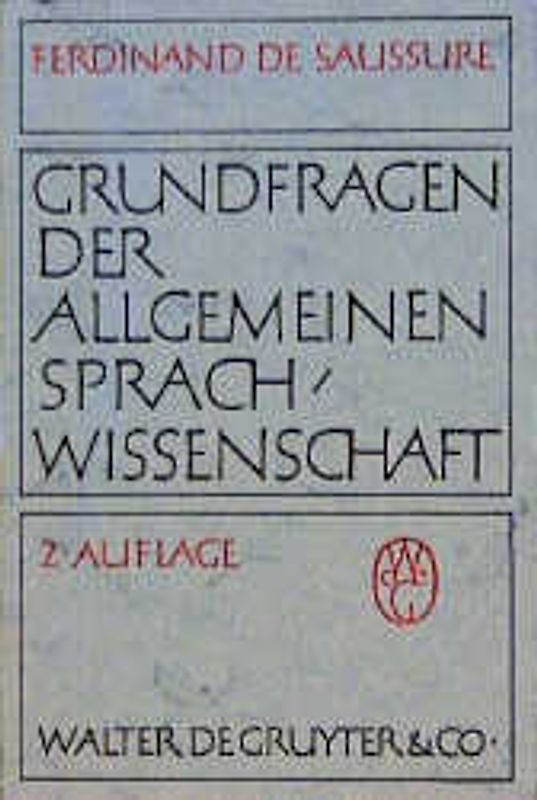 FERDINAND DE SAUSSURE
GRUNDFRAGEN
DER
ALLGEMEINEN
SPRACH/
WISSENSCHAFT
2 AUFLAGE
WALTER DE GRUYTER & CO.